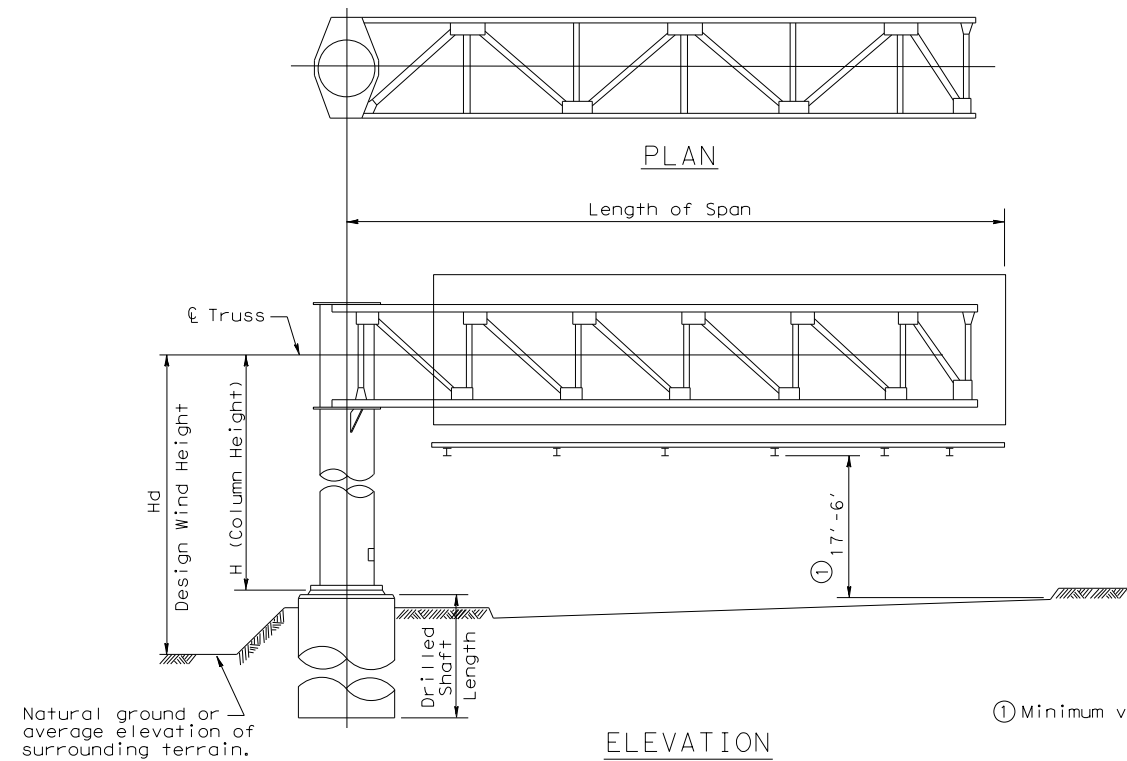 PLAN
Length of Span
℄ Truss
Hd
Design Wind Height
H (Column Height)
① 17'-6'
Drilled
Shaft
Length
Natural ground or
average elevation of
surrounding terrain.
① Minimum v
ELEVATION